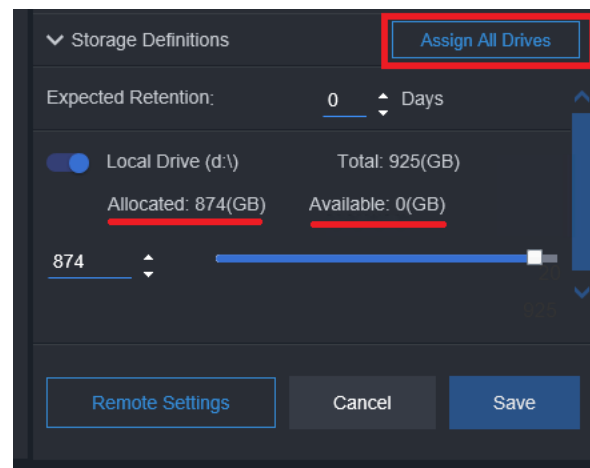 Storage Definitions
Assign All Drives
Expected Retention:
0
Days
Local Drive (d:\)
Total: 925(GB)
Allocated: 874(GB)
Available: 0(GB)
874
Remote Settings
Cancel
Save